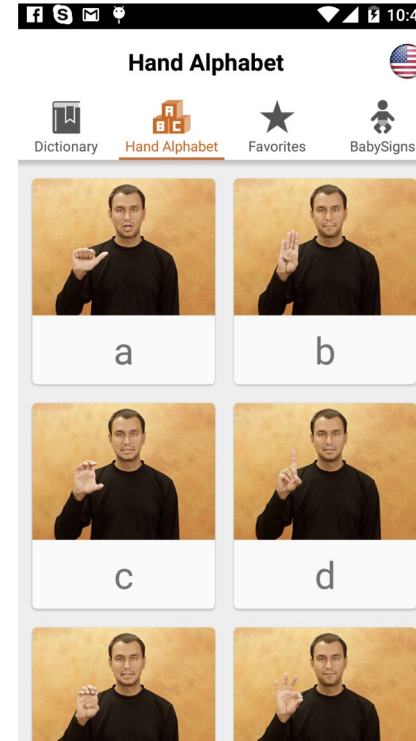 10:4
Hand Alphabet
Dictionary
Hand Alphabet
Favorites
BabySigns
a
b
c
d